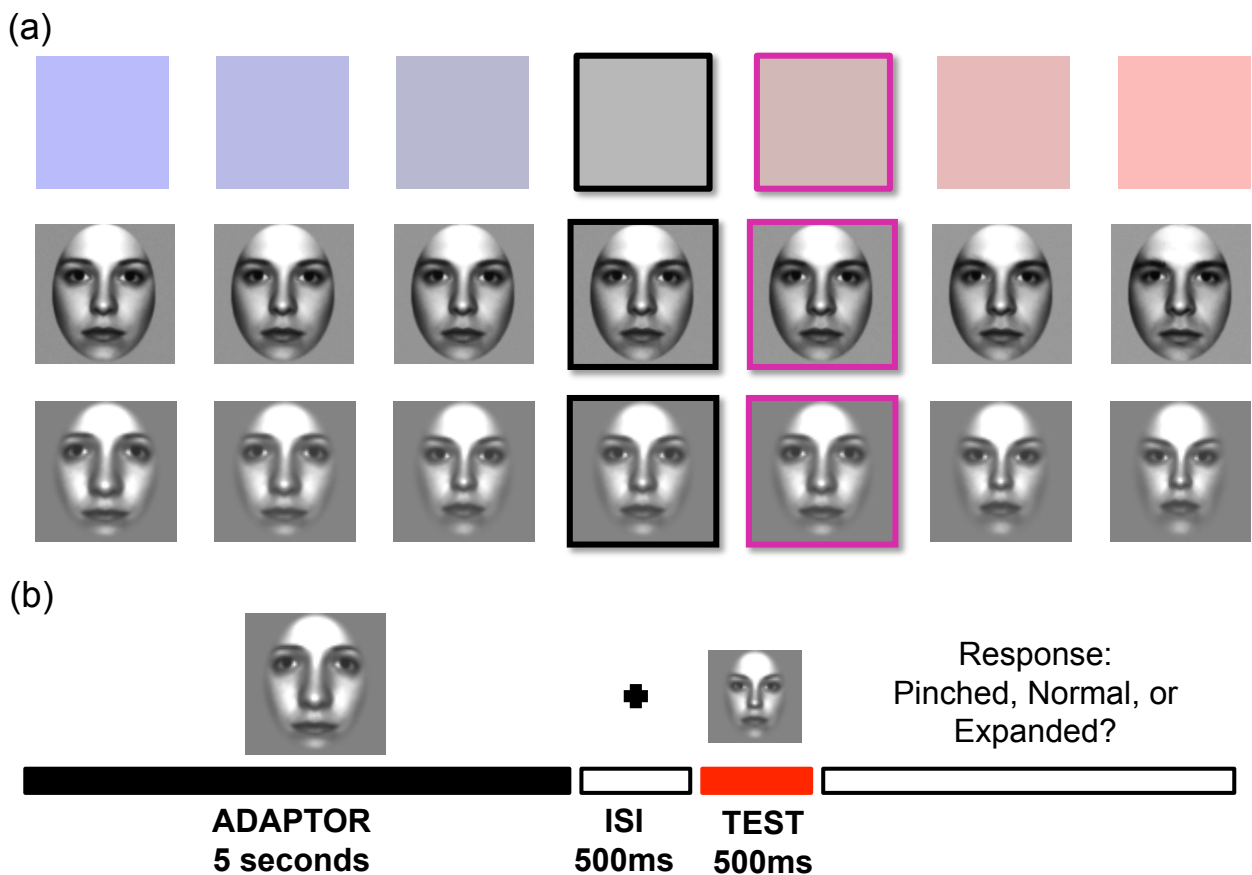 (a)
(b)
Response:
Pinched, Normal, or
Expanded?
ADAPTOR
5 seconds
ISI
500ms
TEST
500ms